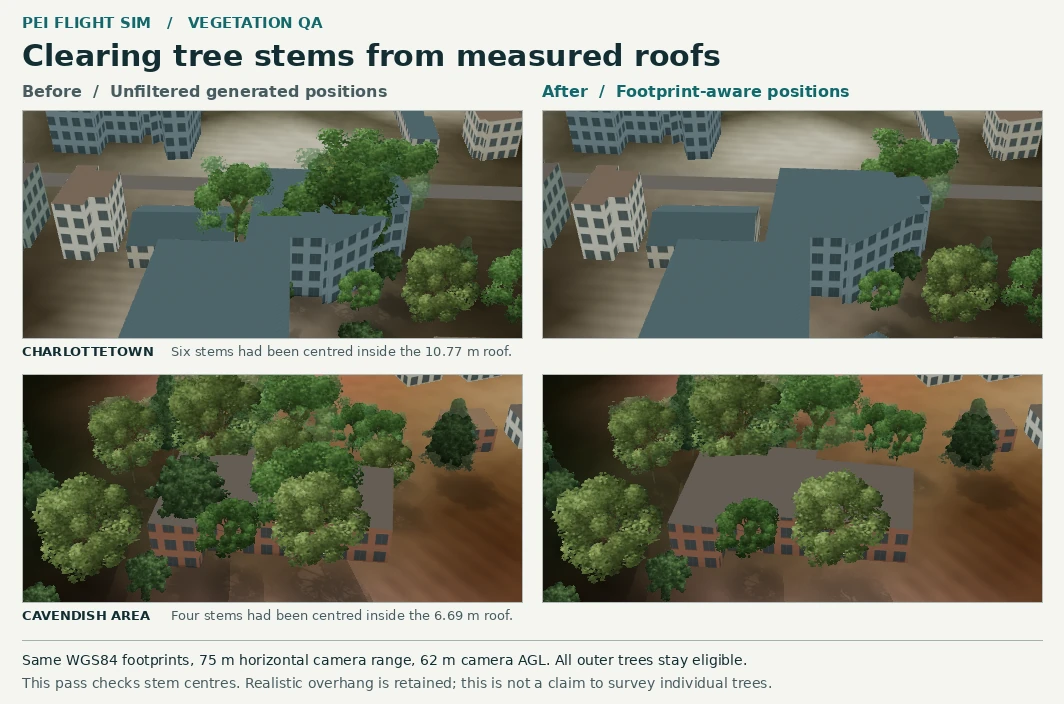 PEI FLIGHT SIM / VEGETATION QA
Clearing tree stems from measured roofs
Before / Unfiltered generated positions
After / Footprint-aware positions
CHARLOTTETOWN Six stems had been centred inside the 10.77 m roof.
CAVENDISH AREA Four stems had been centred inside the 6.69 m roof.
Same WGS84 footprints, 75 m horizontal camera range, 62 m camera AGL. All outer trees stay eligible.
This pass checks stem centres. Realistic overhang is retained; this is not a claim to survey individual trees.